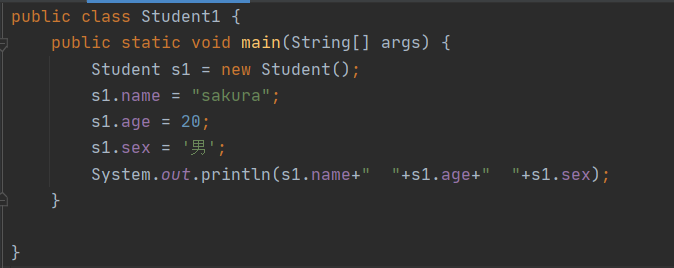 public class Student1 {
public static void main(String[] args) {
Student s1 = new Student();
s1.name = "sakura";
s1.age = 20;
s1.sex = '男';
System.out.println(s1.name+"  "+s1.age+"  "+s1.sex);
}
}